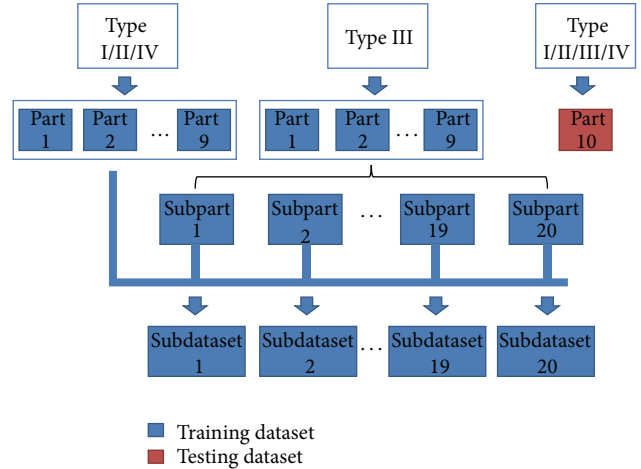 Type
I/II/IV
Type III
Type
I/II/III/IV
Part
1
Part
2
...
Part
9
Part
1
Part
2
...
Part
9
Part
10
Subpart
1
Subpart
2
...
Subpart
19
Subpart
20
Subdataset
1
Subdataset
2
...
Subdataset
19
Subdataset
20
Training dataset
Testing dataset